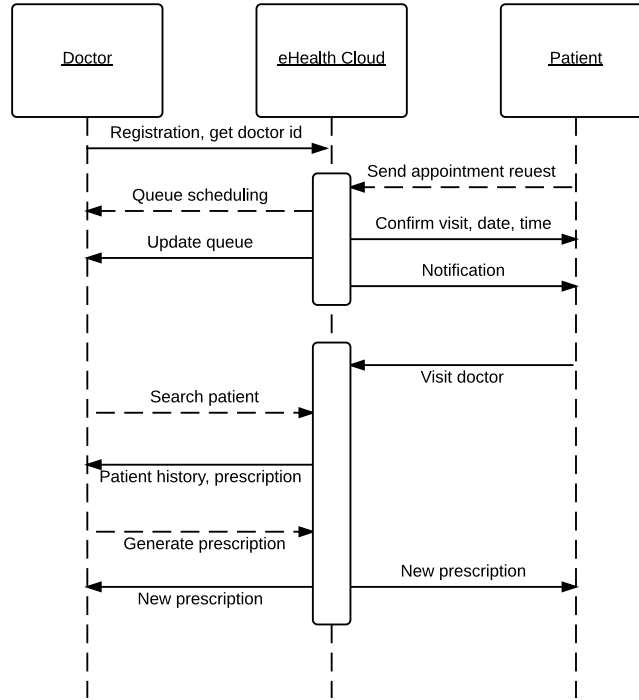 Doctor
eHealth Cloud
Patient
Registration, get doctor id
Send appointment reuest
Queue scheduling
Confirm visit, date, time
Update queue
Notification
Visit doctor
Search patient
Patient history, prescription
Generate prescription
New prescription
New prescription